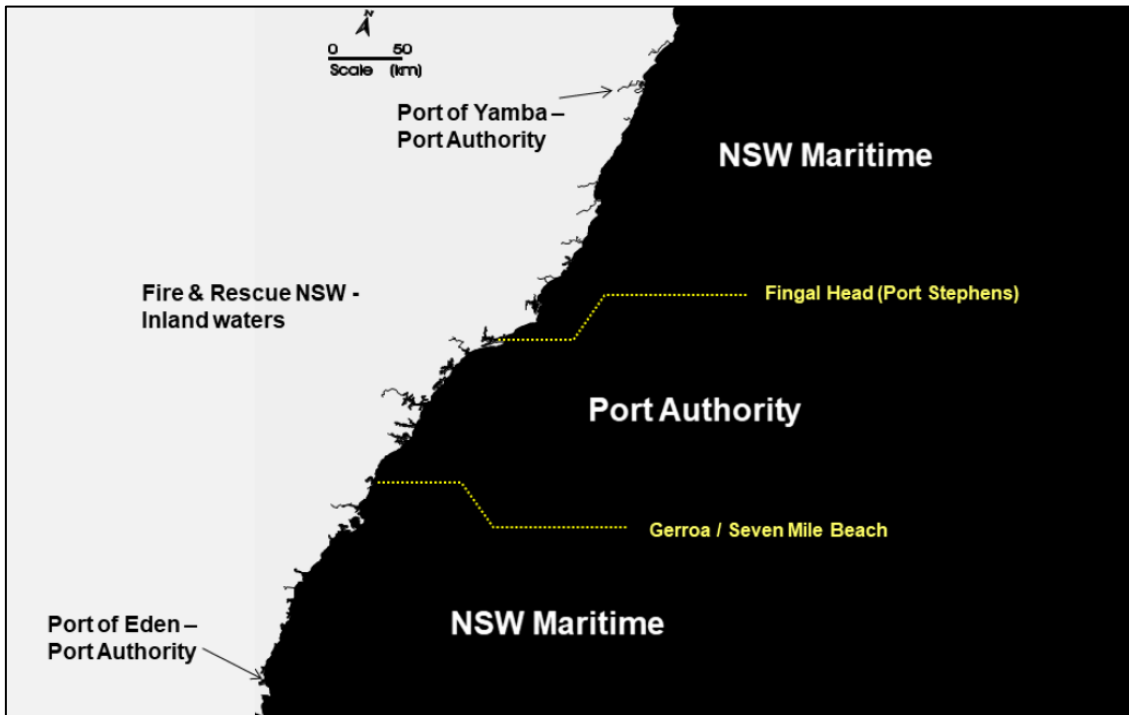 N
0 50
Scale (km)
Port of Yamba –
Port Authority
NSW Maritime
Fire & Rescue NSW -
Inland waters
Fingal Head (Port Stephens)
Port Authority
Gerroa / Seven Mile Beach
NSW Maritime
Port of Eden –
Port Authority